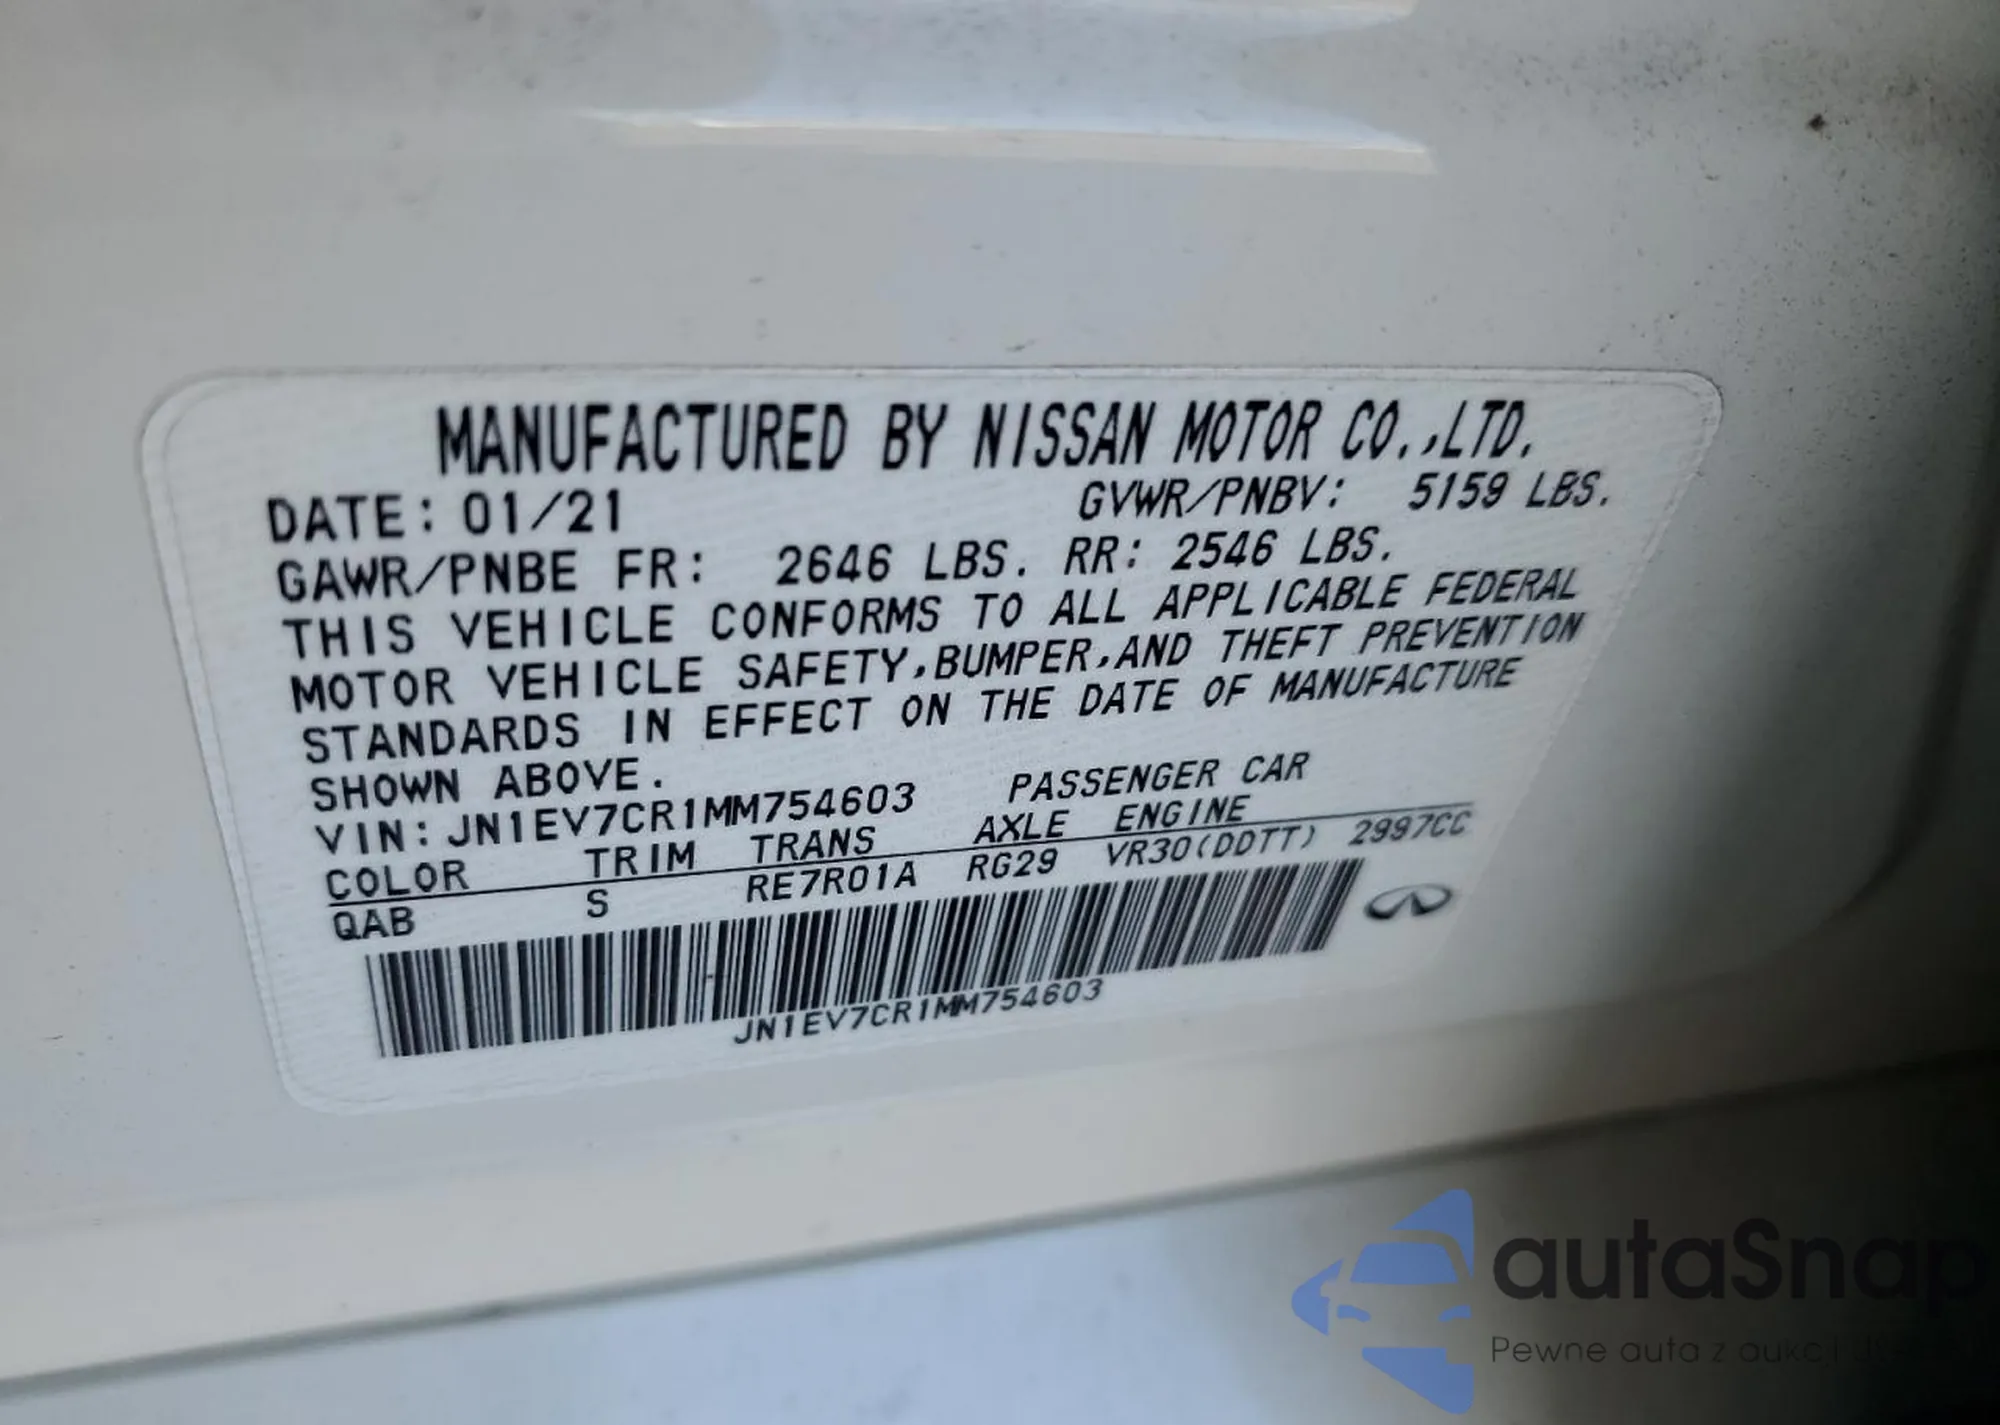 MANUFACTURED BY NISSAN MOTOR CO.,LTD.
DATE: 01/21 GVWR/PNBV: 5159 LBS.
GAWR/PNBE FR: 2646 LBS. RR: 2546 LBS.
THIS VEHICLE CONFORMS TO ALL APPLICABLE FEDERAL
MOTOR VEHICLE SAFETY,BUMPER,AND THEFT PREVENTION
STANDARDS IN EFFECT ON THE DATE OF MANUFACTURE
SHOWN ABOVE.
VIN: JN1EV7CR1MM754603 PASSENGER CAR
COLOR TRIM TRANS AXLE ENGINE
QAB S RE7R01A RG29 VR30(DDTT) 2997CC
JN1EV7CR1MM754603
autaSnap
Pewne auta z